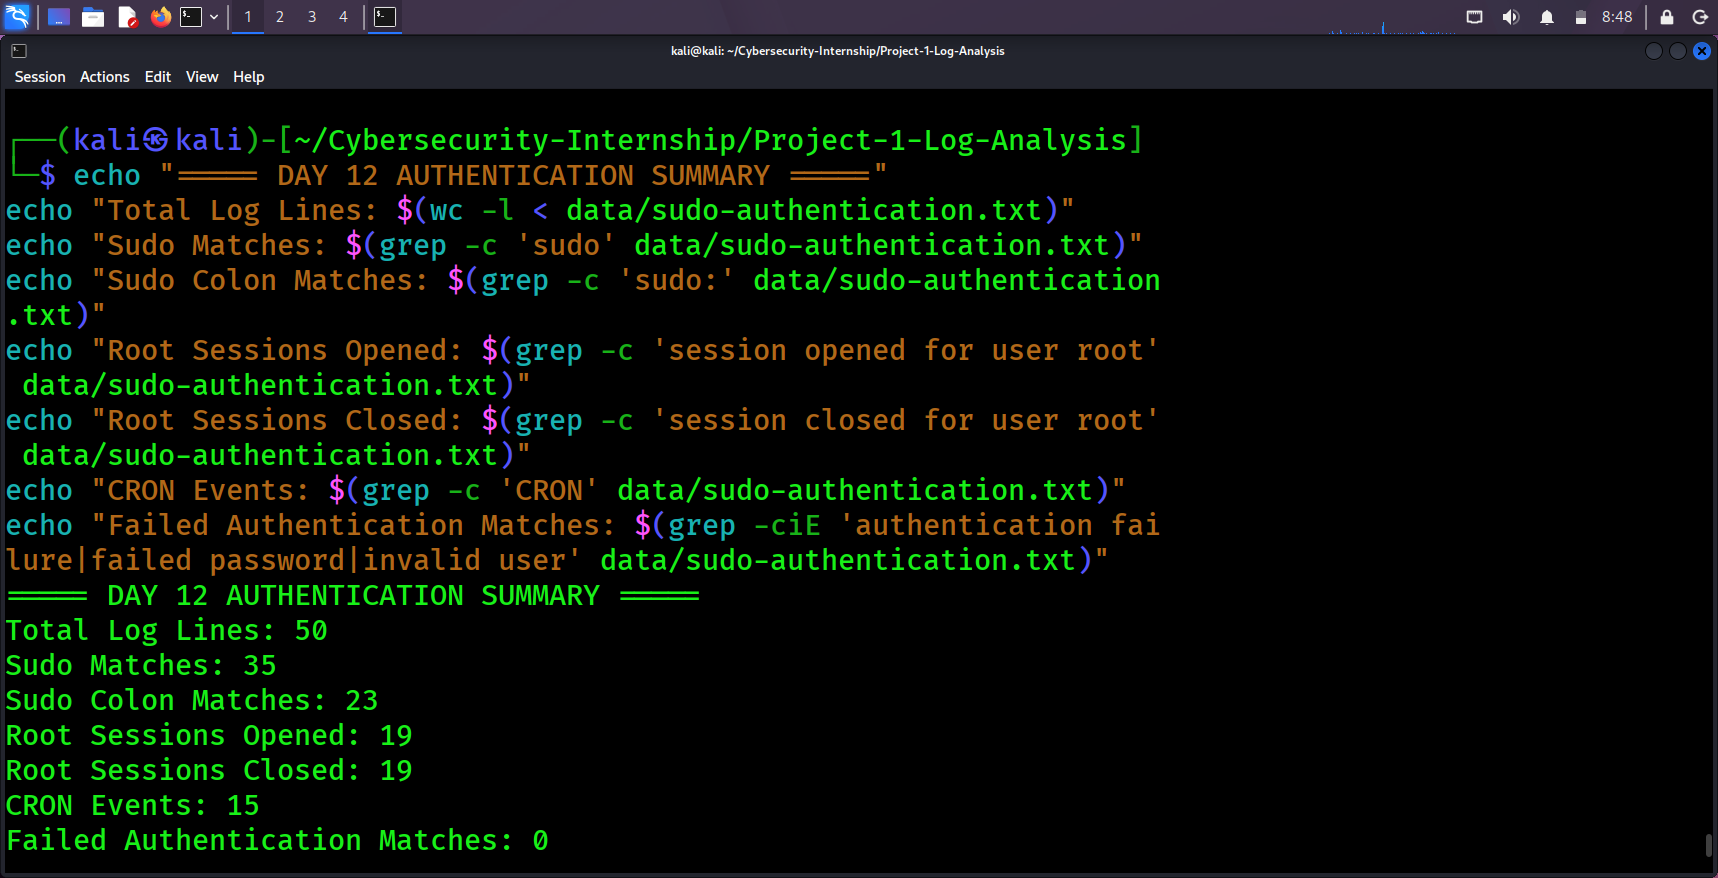 1 2 3 4 8:48
kali@kali: ~/Cybersecurity-Internship/Project-1-Log-Analysis
Session Actions Edit View Help
┌──(kali㉿kali)-[~/Cybersecurity-Internship/Project-1-Log-Analysis]
└─$ echo "===== DAY 12 AUTHENTICATION SUMMARY ====="
echo "Total Log Lines: $(wc -l < data/sudo-authentication.txt)"
echo "Sudo Matches: $(grep -c 'sudo' data/sudo-authentication.txt)"
echo "Sudo Colon Matches: $(grep -c 'sudo:' data/sudo-authentication
.txt)"
echo "Root Sessions Opened: $(grep -c 'session opened for user root'
 data/sudo-authentication.txt)"
echo "Root Sessions Closed: $(grep -c 'session closed for user root'
 data/sudo-authentication.txt)"
echo "CRON Events: $(grep -c 'CRON' data/sudo-authentication.txt)"
echo "Failed Authentication Matches: $(grep -ciE 'authentication fai
lure|failed password|invalid user' data/sudo-authentication.txt)"
===== DAY 12 AUTHENTICATION SUMMARY =====
Total Log Lines: 50
Sudo Matches: 35
Sudo Colon Matches: 23
Root Sessions Opened: 19
Root Sessions Closed: 19
CRON Events: 15
Failed Authentication Matches: 0